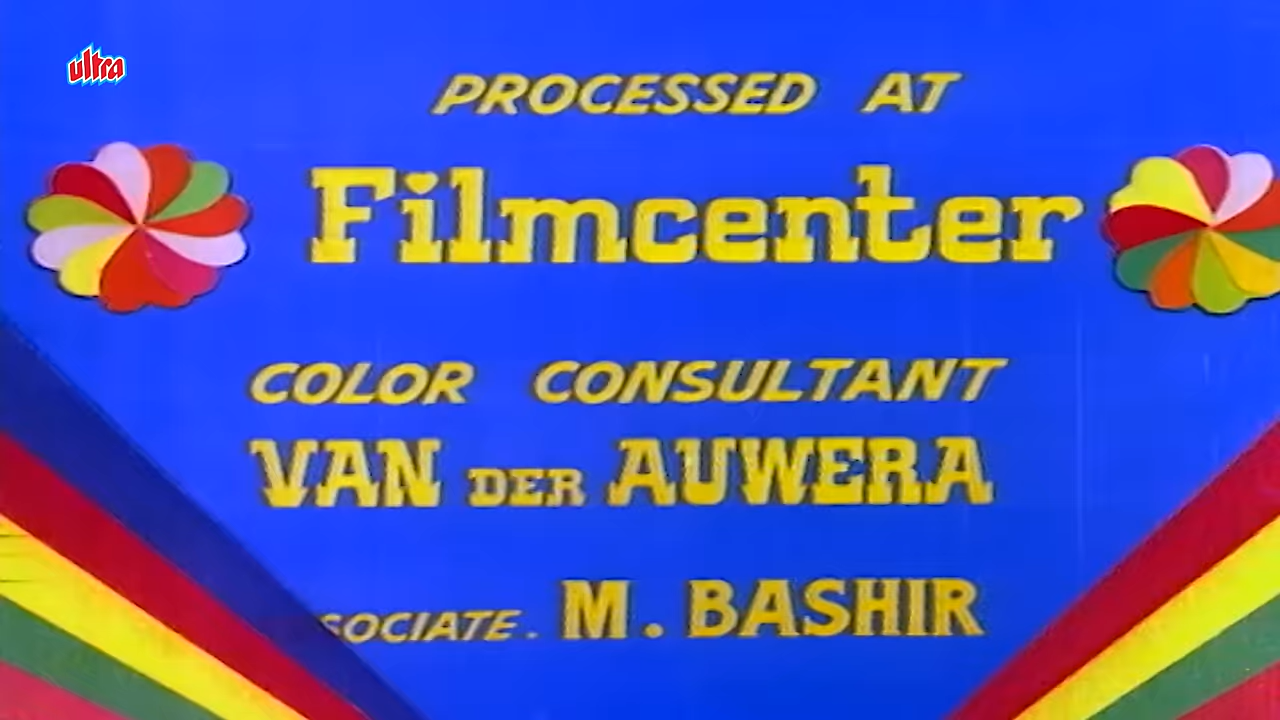 ultra
PROCESSED AT
Filmcenter
COLOR CONSULTANT
VAN DER AUWERA
SOCIATE. M. BASHIR